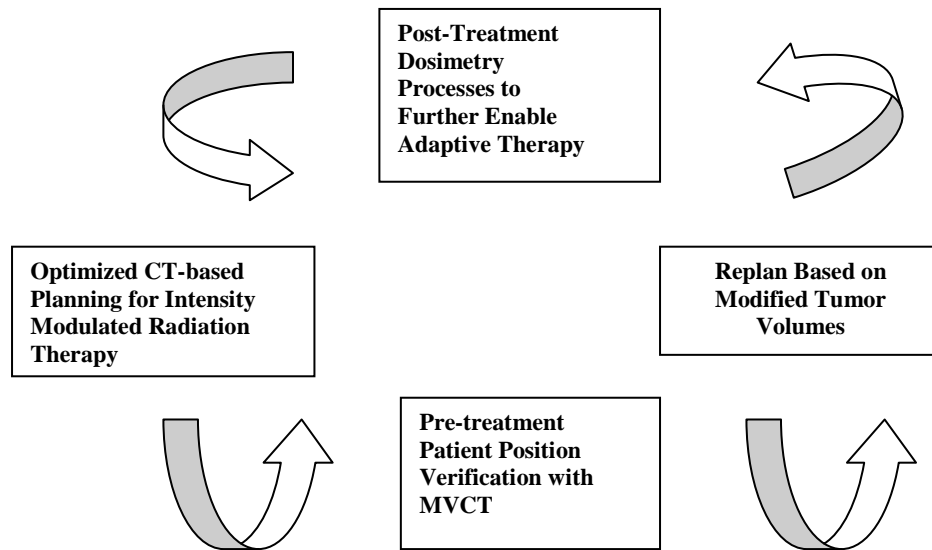 Post-Treatment
Dosimetry
Processes to
Further Enable
Adaptive Therapy
Optimized CT-based
Planning for Intensity
Modulated Radiation
Therapy
Replan Based on
Modified Tumor
Volumes
Pre-treatment
Patient Position
Verification with
MVCT